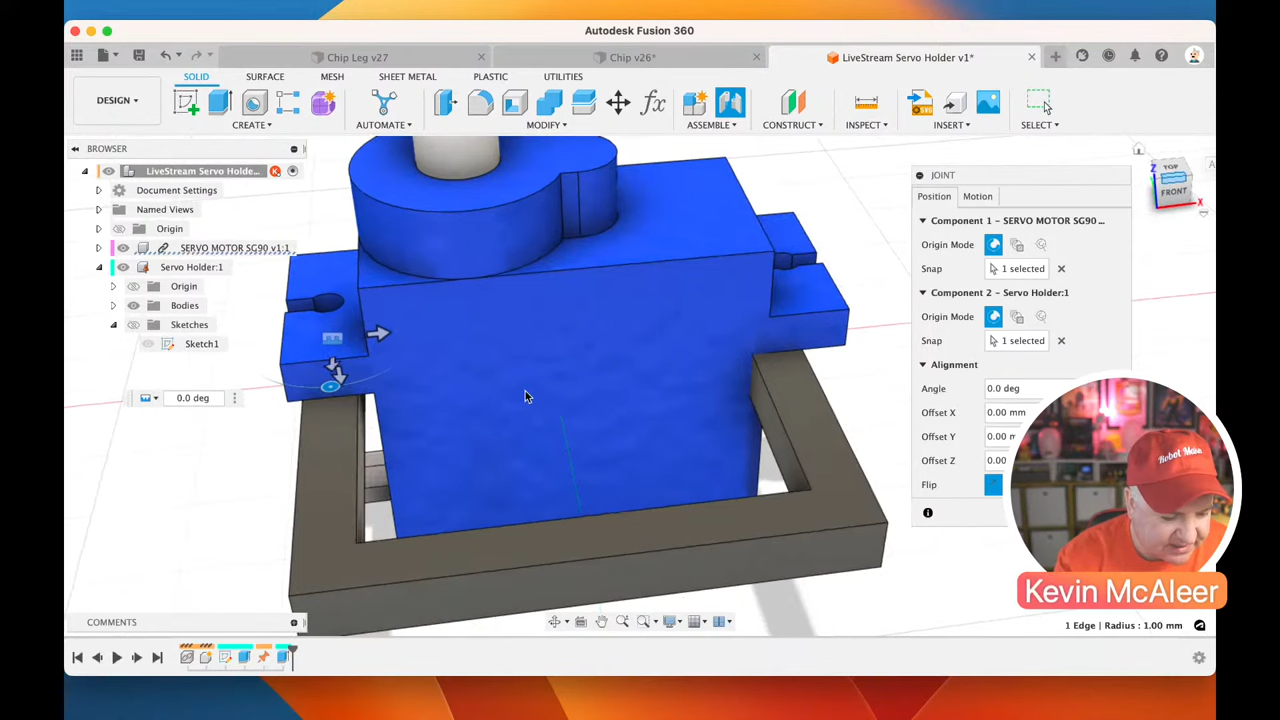 Autodesk Fusion 360
Chip Leg v27
Chip v26*
LiveStream Servo Holder v1*
SOLID
SURFACE
MESH
SHEET METAL
PLASTIC
UTILITIES
DESIGN
CREATE
AUTOMATE
MODIFY
ASSEMBLE
CONSTRUCT
INSPECT
INSERT
SELECT
fx
SVG
BROWSER
LiveStream Servo Holde...
Document Settings
Named Views
Origin
SERVO MOTOR SG90 v1:1
Servo Holder:1
Origin
Bodies
Sketches
Sketch1
0.0 deg
TOP
FRONT
Z
X
JOINT
Position
Motion
Component 1 - SERVO MOTOR SG90 ...
Origin Mode
Snap
1 selected
Component 2 - Servo Holder:1
Origin Mode
Snap
1 selected
Alignment
Angle
0.0 deg
Offset X
0.00 mm
Offset Y
0.00 m
Offset Z
0.00
Flip
Robot Maker
Kevin McAleer
COMMENTS
1 Edge | Radius : 1.00 mm